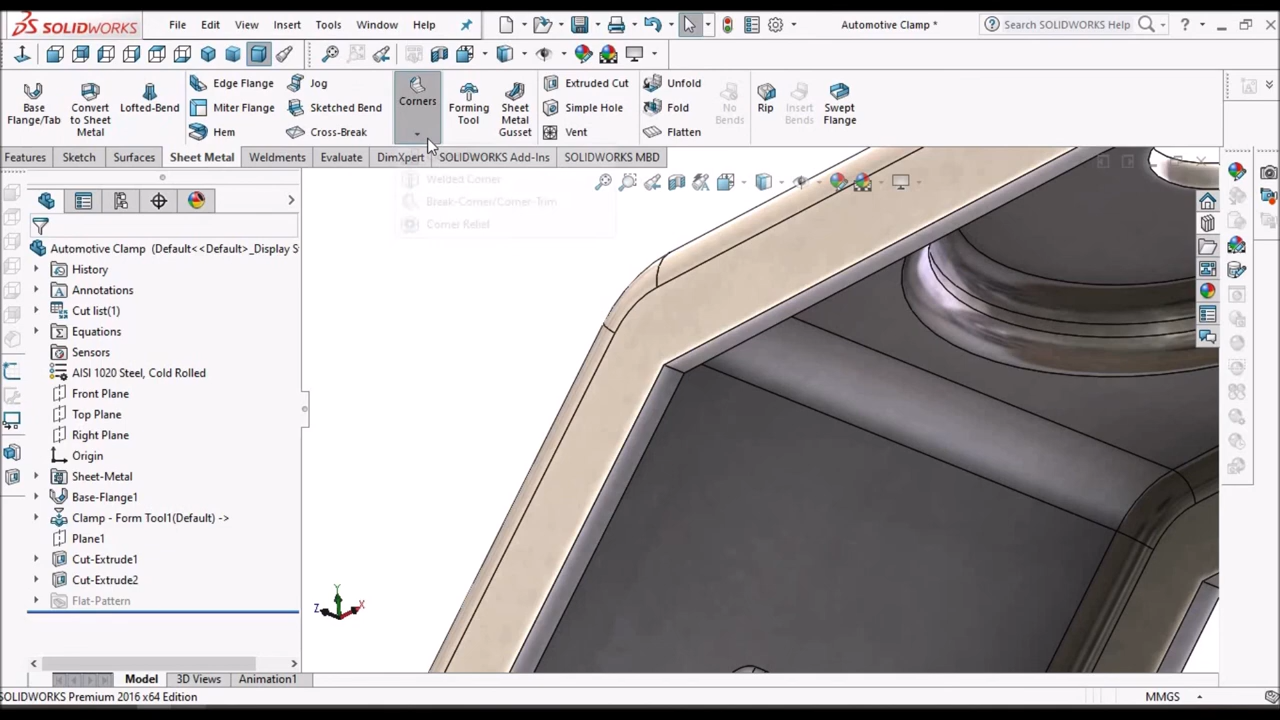 SOLIDWORKS File Edit View Insert Tools Window Help Automotive Clamp * Search SOLIDWORKS Help
Base Flange/Tab
Convert to Sheet Metal
Lofted-Bend
Edge Flange
Miter Flange
Hem
Jog
Sketched Bend
Cross-Break
Corners
Forming Tool
Sheet Metal Gusset
Extruded Cut
Simple Hole
Vent
Unfold
Fold
Flatten
No Bends
Rip
Insert Bends
Swept Flange
Features Sketch Surfaces Sheet Metal Weldments Evaluate DimXpert SOLIDWORKS Add-Ins SOLIDWORKS MBD
Welded Corner
Break-Corner/Corner-Trim
Corner Relief
Automotive Clamp (Default<<Default>_Display S
History
Annotations
Cut list(1)
Equations
Sensors
AISI 1020 Steel, Cold Rolled
Front Plane
Top Plane
Right Plane
Origin
Sheet-Metal
Base-Flange1
Clamp - Form Tool1(Default) ->
Plane1
Cut-Extrude1
Cut-Extrude2
Flat-Pattern
Y
Z
X
Model 3D Views Animation1
SOLIDWORKS Premium 2016 x64 Edition MMGS